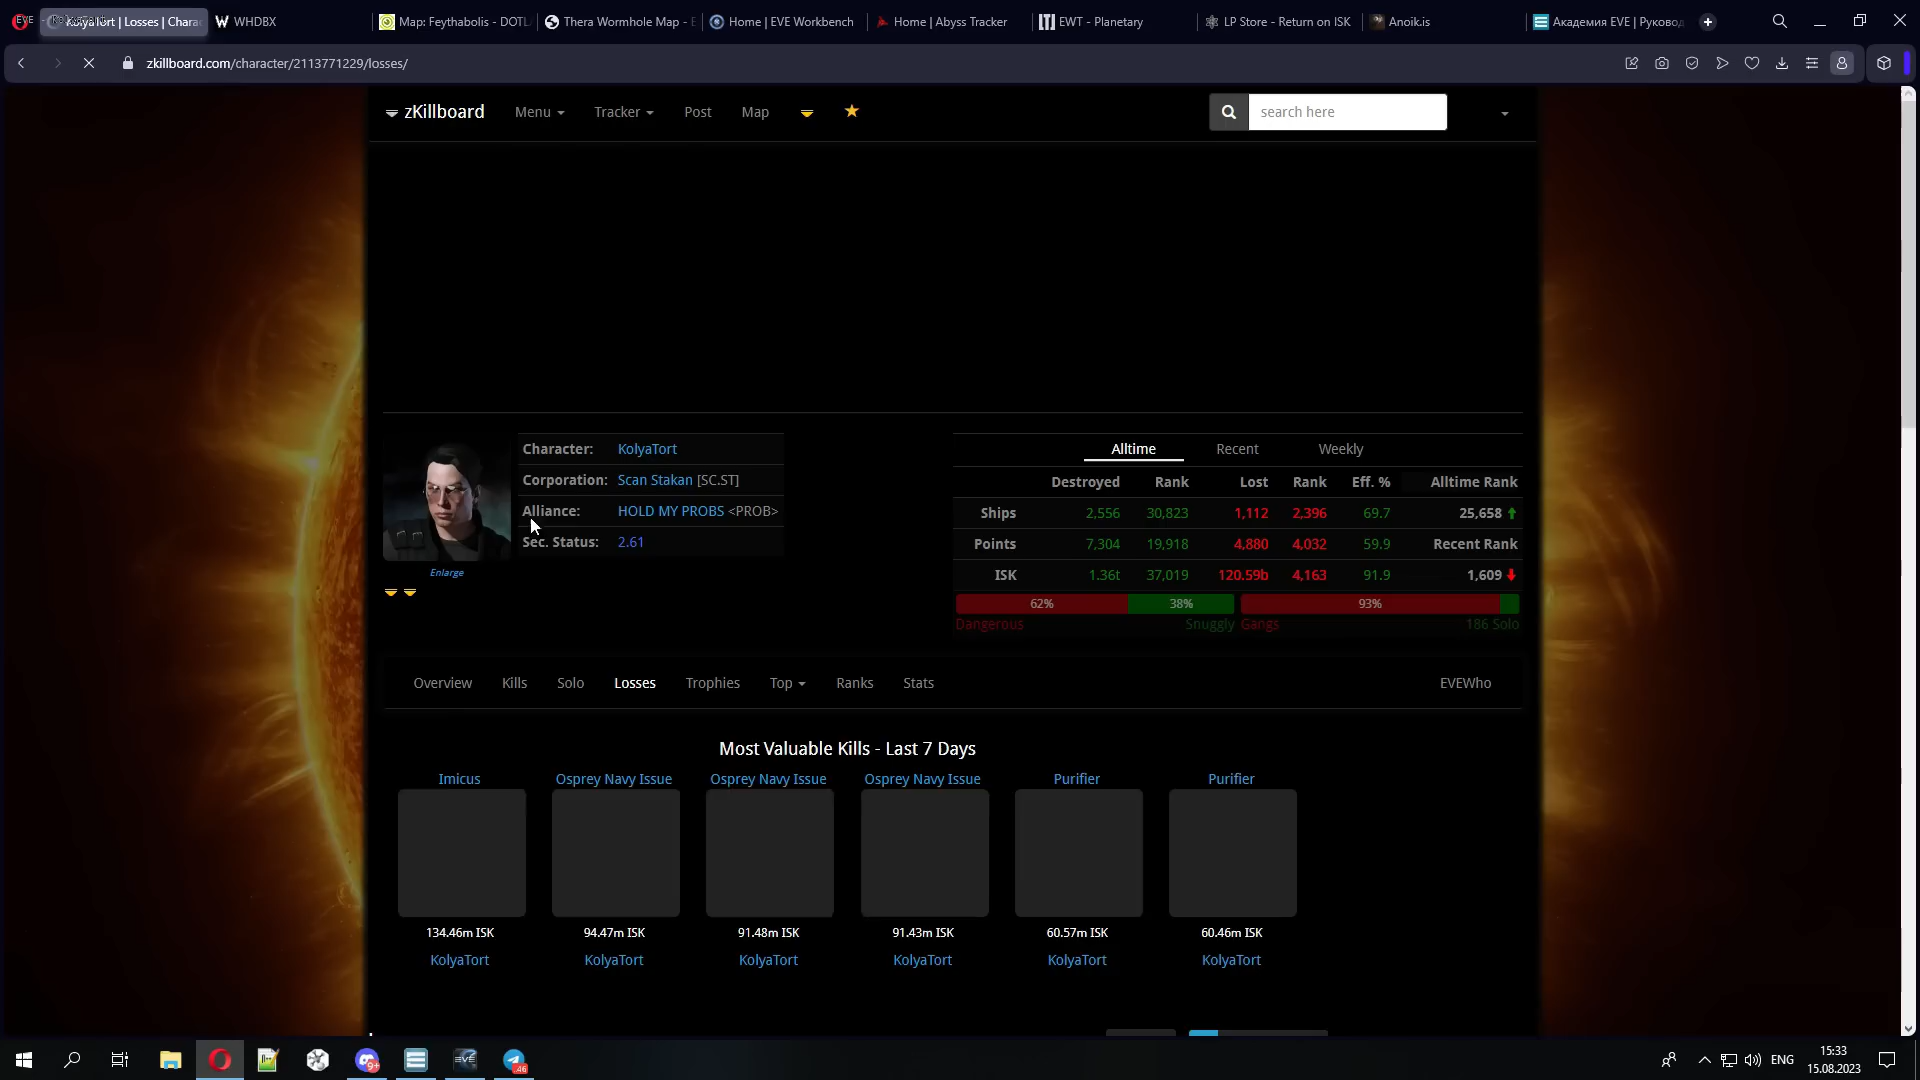 KolyaTort | Losses | Charac
WHDBX
Map: Feythabolis - DOTL
Thera Wormhole Map - E
Home | EVE Workbench
Home | Abyss Tracker
EWT - Planetary
LP Store - Return on ISK
Anoik.is
Академия EVE | Руковод
zkillboard.com/character/2113771229/losses/
zKillboard
Menu
Tracker
Post
Map
search here
Character: KolyaTort
Corporation: Scan Stakan [SC.ST]
Alliance: HOLD MY PROBS <PROB>
Sec. Status: 2.61
Enlarge
Alltime Recent Weekly
Destroyed Rank Lost Rank Eff. % Alltime Rank
Ships 2,556 30,823 1,112 2,396 69.7 25,658
Points 7,304 19,918 4,880 4,032 59.9 Recent Rank
ISK 1.36t 37,019 120.59b 4,163 91.9 1,609
62% 38% 93%
Dangerous Snuggly Gangs 186 Solo
Overview Kills Solo Losses Trophies Top Ranks Stats EVEWho
Most Valuable Kills - Last 7 Days
Imicus Osprey Navy Issue Osprey Navy Issue Osprey Navy Issue Purifier Purifier
134.46m ISK 94.47m ISK 91.48m ISK 91.43m ISK 60.57m ISK 60.46m ISK
KolyaTort KolyaTort KolyaTort KolyaTort KolyaTort KolyaTort
EVE
9+
46
ENG
15:33
15.08.2023